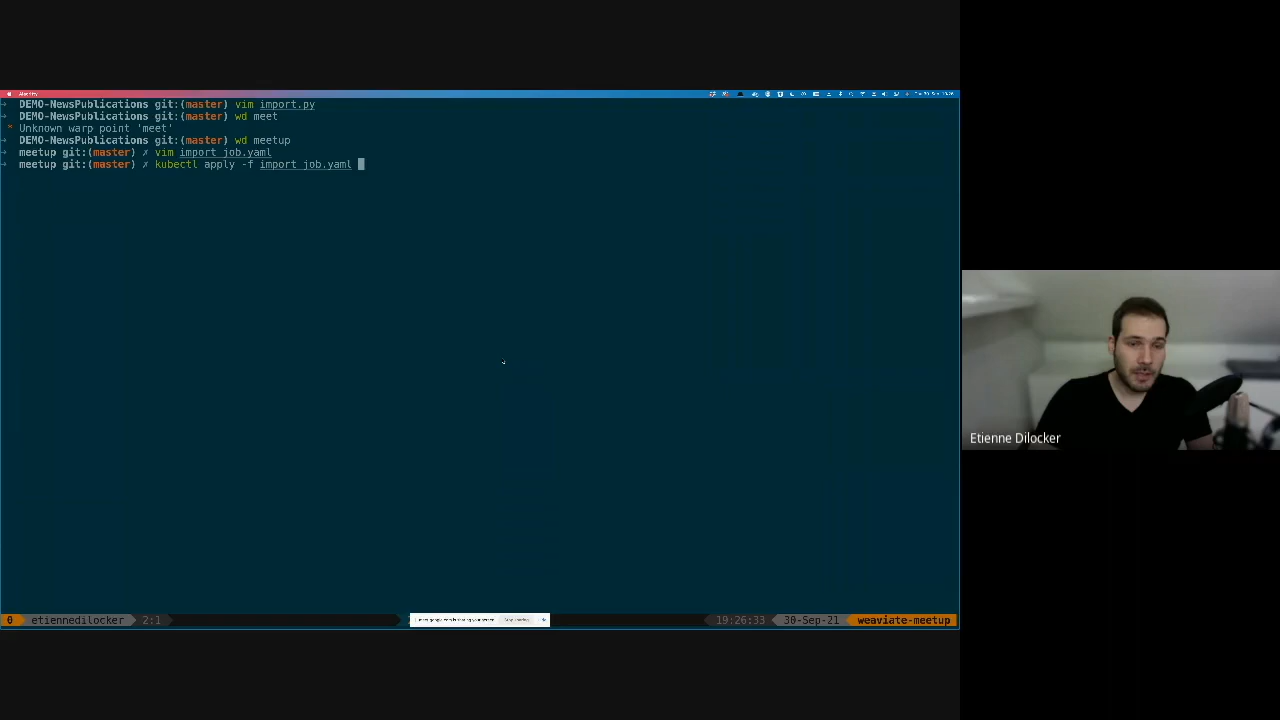 Alacritty
→ DEMO-NewsPublications git:(master) vim import.py
→ DEMO-NewsPublications git:(master) wd meet
* Unknown warp point 'meet'
→ DEMO-NewsPublications git:(master) wd meetup
→ meetup git:(master) ✗ vim import_job.yaml
→ meetup git:(master) ✗ kubectl apply -f import_job.yaml
Etienne Dilocker
0 etiennedilocker 2:1 19:26:33 30-Sep-21 weaviate-meetup